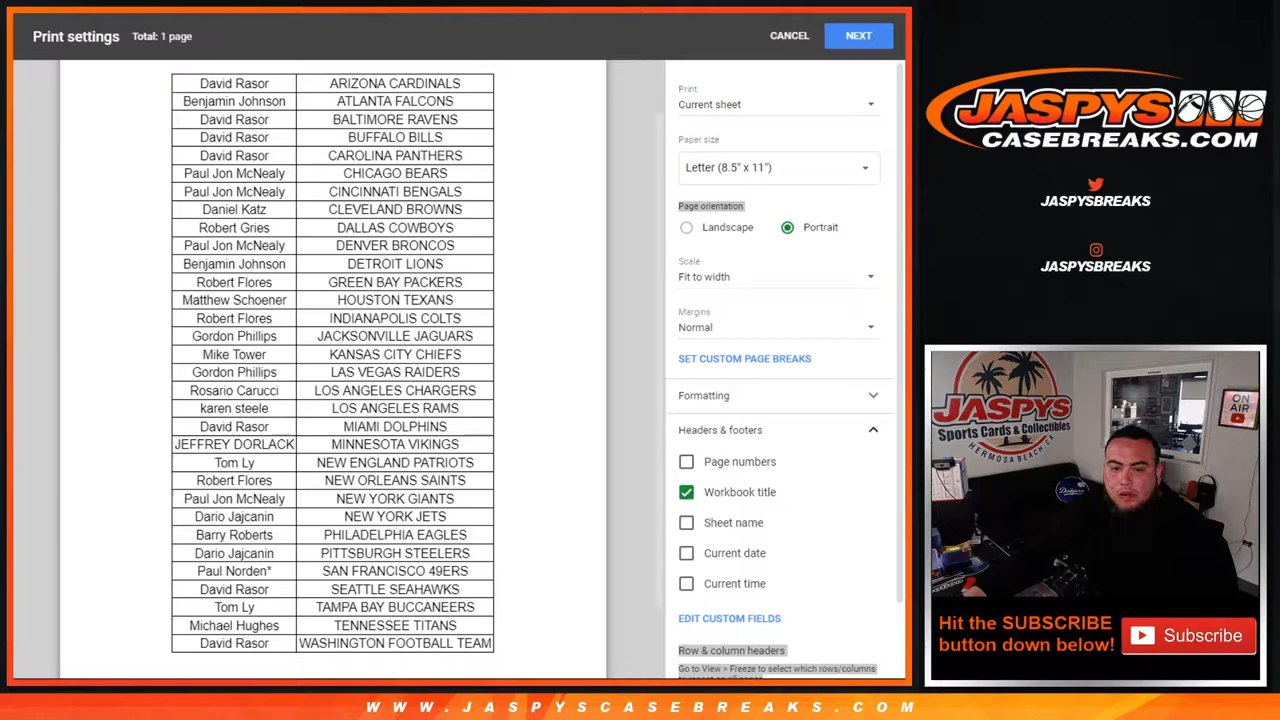 Print settings Total: 1 page CANCEL NEXT
David Rasor ARIZONA CARDINALS
Benjamin Johnson ATLANTA FALCONS
David Rasor BALTIMORE RAVENS
David Rasor BUFFALO BILLS
David Rasor CAROLINA PANTHERS
Paul Jon McNealy CHICAGO BEARS
Paul Jon McNealy CINCINNATI BENGALS
Daniel Katz CLEVELAND BROWNS
Robert Gries DALLAS COWBOYS
Paul Jon McNealy DENVER BRONCOS
Benjamin Johnson DETROIT LIONS
Robert Flores GREEN BAY PACKERS
Matthew Schoener HOUSTON TEXANS
Robert Flores INDIANAPOLIS COLTS
Gordon Phillips JACKSONVILLE JAGUARS
Mike Tower KANSAS CITY CHIEFS
Gordon Phillips LAS VEGAS RAIDERS
Rosario Carucci LOS ANGELES CHARGERS
karen steele LOS ANGELES RAMS
David Rasor MIAMI DOLPHINS
JEFFREY DORLACK MINNESOTA VIKINGS
Tom Ly NEW ENGLAND PATRIOTS
Robert Flores NEW ORLEANS SAINTS
Paul Jon McNealy NEW YORK GIANTS
Dario Jajcanin NEW YORK JETS
Barry Roberts PHILADELPHIA EAGLES
Dario Jajcanin PITTSBURGH STEELERS
Paul Norden* SAN FRANCISCO 49ERS
David Rasor SEATTLE SEAHAWKS
Tom Ly TAMPA BAY BUCCANEERS
Michael Hughes TENNESSEE TITANS
David Rasor WASHINGTON FOOTBALL TEAM
Print
Current sheet
Paper size
Letter (8.5" x 11")
Page orientation
Landscape Portrait
Scale
Fit to width
Margins
Normal
SET CUSTOM PAGE BREAKS
Formatting
Headers & footers
Page numbers
Workbook title
Sheet name
Current date
Current time
EDIT CUSTOM FIELDS
Row & column headers
Go to View > Freeze to select which rows/columns
JASPYS
CASEBREAKS.COM
JASPYSBREAKS
JASPYSBREAKS
JASPYS
Sports Cards & Collectibles
HERMOSA BEACH CA
ON
AIR
Dodgers
Hit the SUBSCRIBE
button down below!
Subscribe
WWW.JASPYSCASEBREAKS.COM